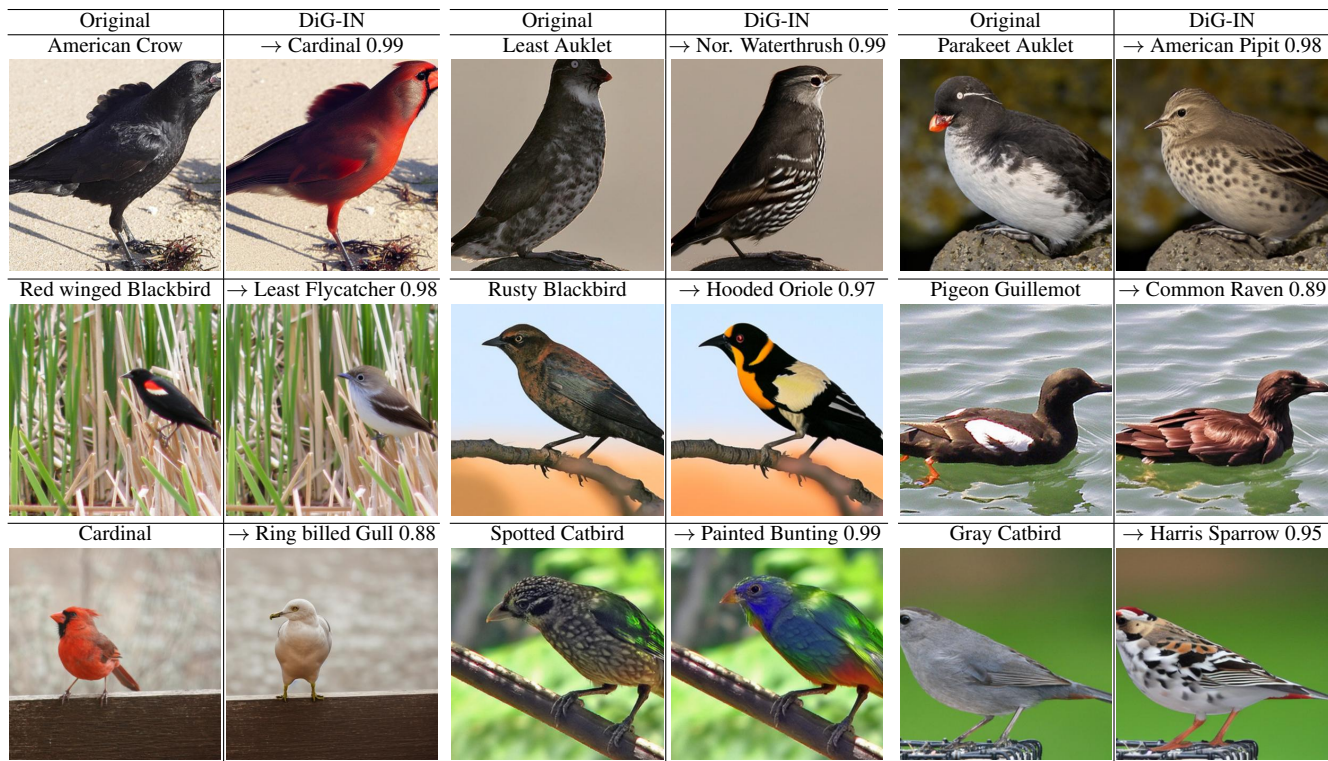 Original DiG-IN Original DiG-IN Original DiG-IN
American Crow → Cardinal 0.99 Least Auklet → Nor. Waterthrush 0.99 Parakeet Auklet → American Pipit 0.98
Red winged Blackbird → Least Flycatcher 0.98 Rusty Blackbird → Hooded Oriole 0.97 Pigeon Guillemot → Common Raven 0.89
Cardinal → Ring billed Gull 0.88 Spotted Catbird → Painted Bunting 0.99 Gray Catbird → Harris Sparrow 0.95